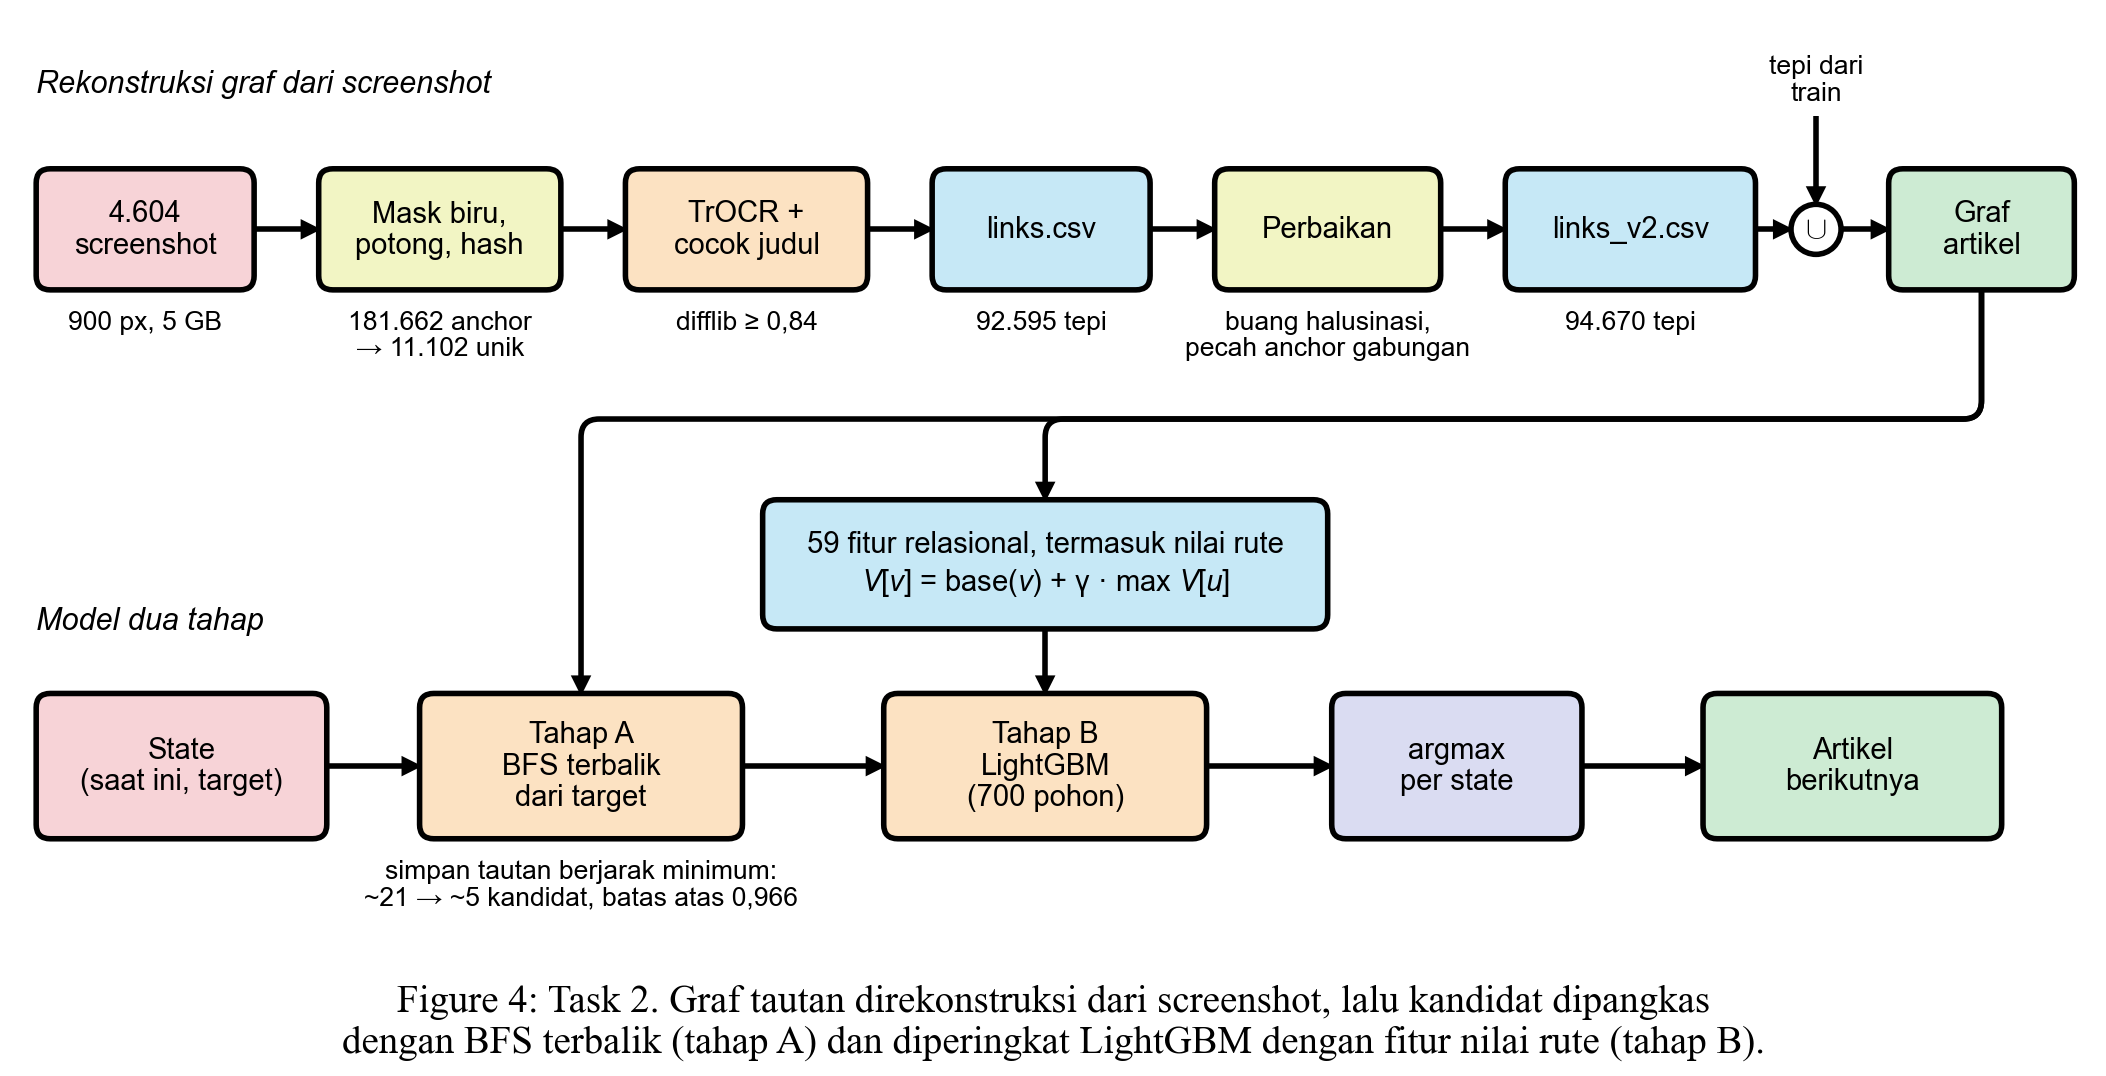 Rekonstruksi graf dari screenshot
tepi dari
train
4.604
screenshot
900 px, 5 GB
Mask biru,
potong, hash
181.662 anchor
→ 11.102 unik
TrOCR +
cocok judul
difflib ≥ 0,84
links.csv
92.595 tepi
Perbaikan
buang halusinasi,
pecah anchor gabungan
links_v2.csv
94.670 tepi
∪
Graf
artikel
59 fitur relasional, termasuk nilai rute
V[v] = base(v) + γ · max V[u]
Model dua tahap
State
(saat ini, target)
Tahap A
BFS terbalik
dari target
simpan tautan berjarak minimum:
~21 → ~5 kandidat, batas atas 0,966
Tahap B
LightGBM
(700 pohon)
argmax
per state
Artikel
berikutnya
Figure 4: Task 2. Graf tautan direkonstruksi dari screenshot, lalu kandidat dipangkas
dengan BFS terbalik (tahap A) dan diperingkat LightGBM dengan fitur nilai rute (tahap B).